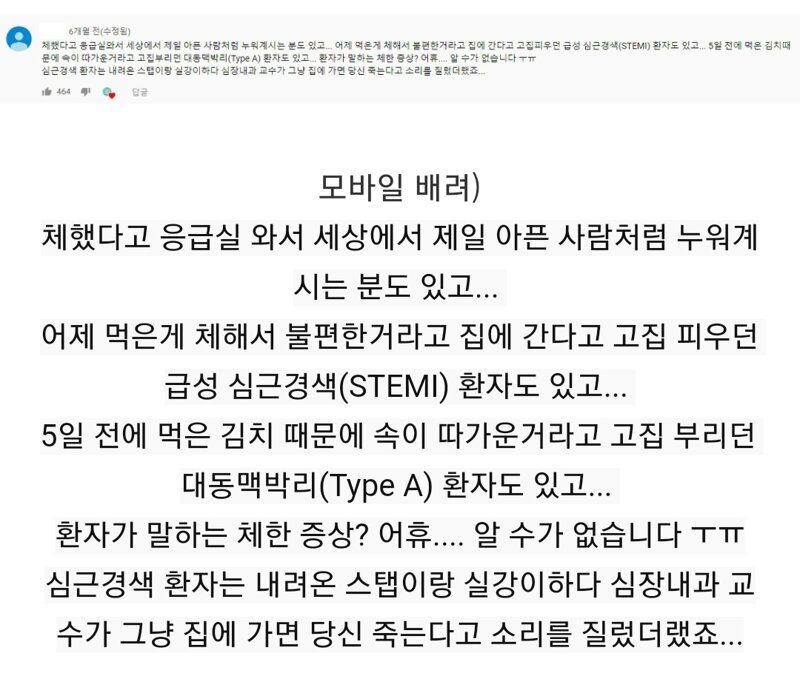 6개월 전(수정됨)
체했다고 응급실와서 세상에서 제일 아픈 사람처럼 누워계시는 분도 있고... 어제 먹은게 체해서 불편한거라고 집에 간다고 고집피우던 급성 심근경색(STEMI) 환자도 있고... 5일 전에 먹은 김치때
문에 속이 따가운거라고 고집부리던 대동맥박리(Type A) 환자도 있고... 환자가 말하는 체한 증상? 어휴.... 알 수가 없습니다 ㅜㅠ
심근경색 환자는 내려온 스탭이랑 실강이하다 심장내과 교수가 그냥 집에 가면 당신 죽는다고 소리를 질렀더랬죠...
464 답글
모바일 배려)
체했다고 응급실 와서 세상에서 제일 아픈 사람처럼 누워계
시는 분도 있고...
어제 먹은게 체해서 불편한거라고 집에 간다고 고집 피우던
급성 심근경색(STEMI) 환자도 있고...
5일 전에 먹은 김치 때문에 속이 따가운거라고 고집 부리던
대동맥박리(Type A) 환자도 있고...
환자가 말하는 체한 증상? 어휴.... 알 수가 없습니다 ㅜㅠ
심근경색 환자는 내려온 스탭이랑 실강이하다 심장내과 교
수가 그냥 집에 가면 당신 죽는다고 소리를 질렀더랬죠...